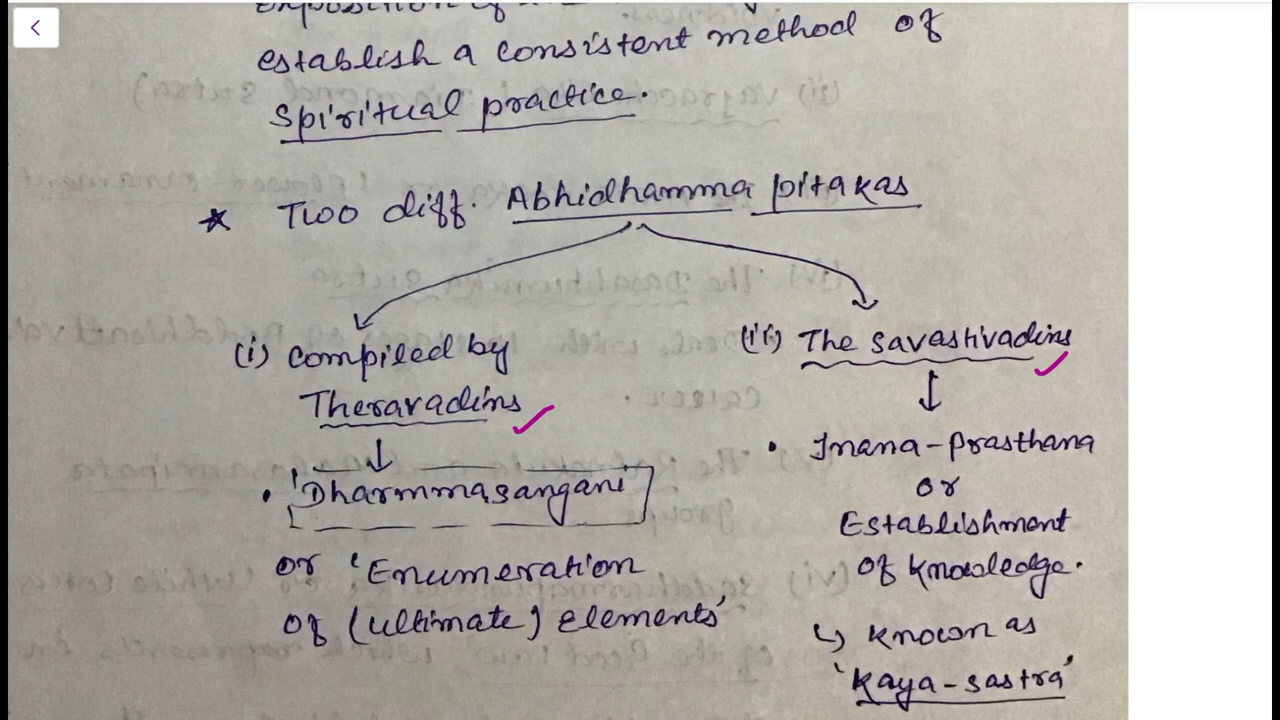 establish a consistent method of
spiritual practice.
* Two diff. Abhidhamma pitakas
(i) compiled by
Theravadins
• 'Dharmmasangani'
or 'Enumeration
of (ultimate) elements'
(ii) The Savastivadins
• Jnana-prasthana
or
Establishment
of knowledge.
↳ known as
'Kaya-sastra'